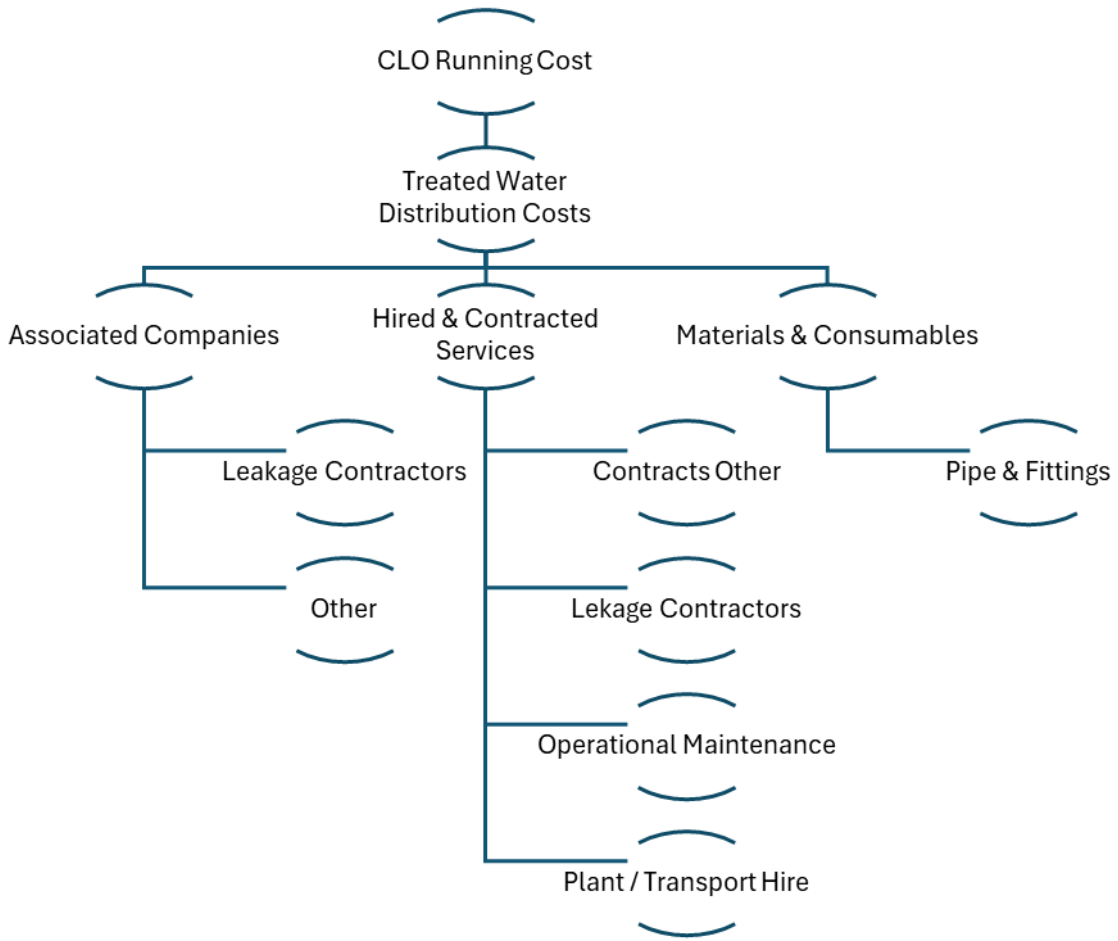 CLO Running Cost
Treated Water
Distribution Costs
Associated Companies
Hired & Contracted
Services
Materials & Consumables
Leakage Contractors
Contracts Other
Pipe & Fittings
Other
Lekage Contractors
Operational Maintenance
Plant / Transport Hire